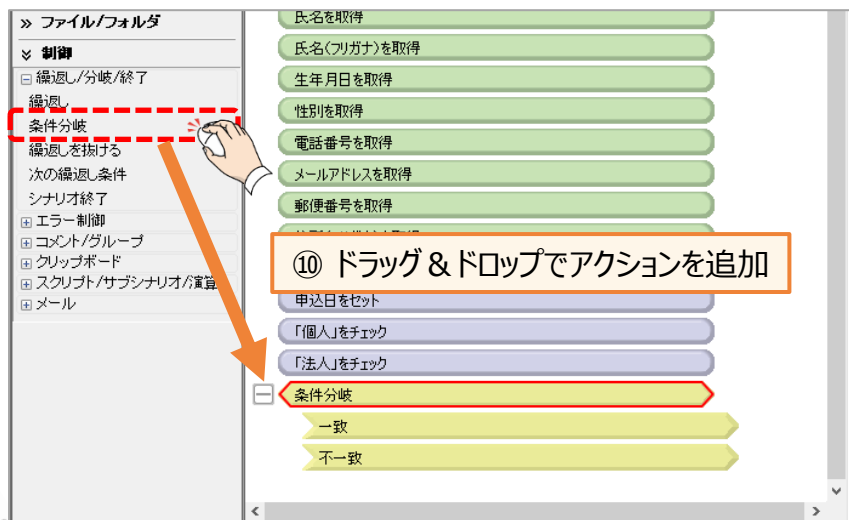 » ファイル/フォルダ
制御
繰返し/分岐/終了
繰返し
条件分岐
繰返しを抜ける
次の繰返し条件
シナリオ終了
エラー制御
コメント/グループ
クリップボード
スクリプト/サブシナリオ/演算
メール
氏名を取得
氏名(フリガナ)を取得
生年月日を取得
性別を取得
電話番号を取得
メールアドレスを取得
郵便番号を取得
⑩ ドラッグ&ドロップでアクションを追加
申込日をセット
「個人」をチェック
「法人」をチェック
条件分岐
一致
不一致